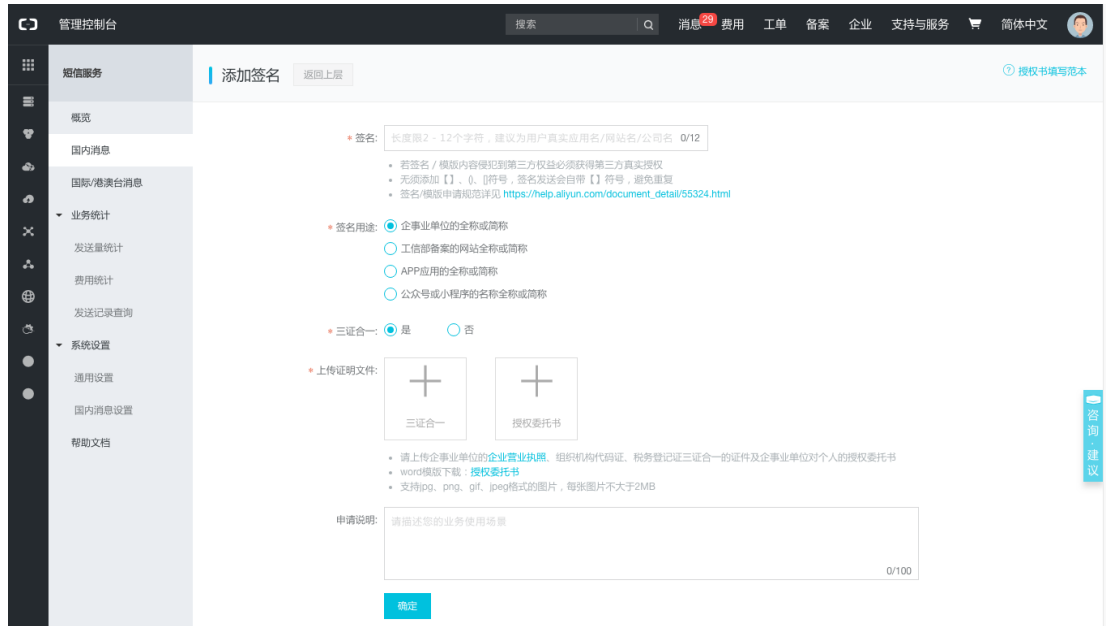 管理控制台
搜索
消息 29 费用 工单 备案 企业 支持与服务 简体中文
短信服务
添加签名 返回上层
授权书填写范本
概览
国内消息
国际/港澳台消息
业务统计
发送量统计
费用统计
发送记录查询
系统设置
通用设置
国内消息设置
帮助文档
* 签名: 长度限2 - 12个字符，建议为用户真实应用名/网站名/公司名 0/12
若签名 / 模版内容侵犯到第三方权益必须获得第三方真实授权
无须添加【】、()、[]符号，签名发送会自带【】符号，避免重复
签名/模版申请规范详见 https://help.aliyun.com/document_detail/55324.html
* 签名用途: 企事业单位的全称或简称
工信部备案的网站全称或简称
APP应用的全称或简称
公众号或小程序的名称全称或简称
* 三证合一: 是 否
* 上传证明文件:
三证合一 授权委托书
请上传企事业单位的企业营业执照、组织机构代码证、税务登记证三证合一的证件及企事业单位对个人的授权委托书
word模版下载：授权委托书
支持jpg、png、gif、jpeg格式的图片，每张图片不大于2MB
申请说明: 请描述您的业务使用场景
0/100
确定
咨询·建议